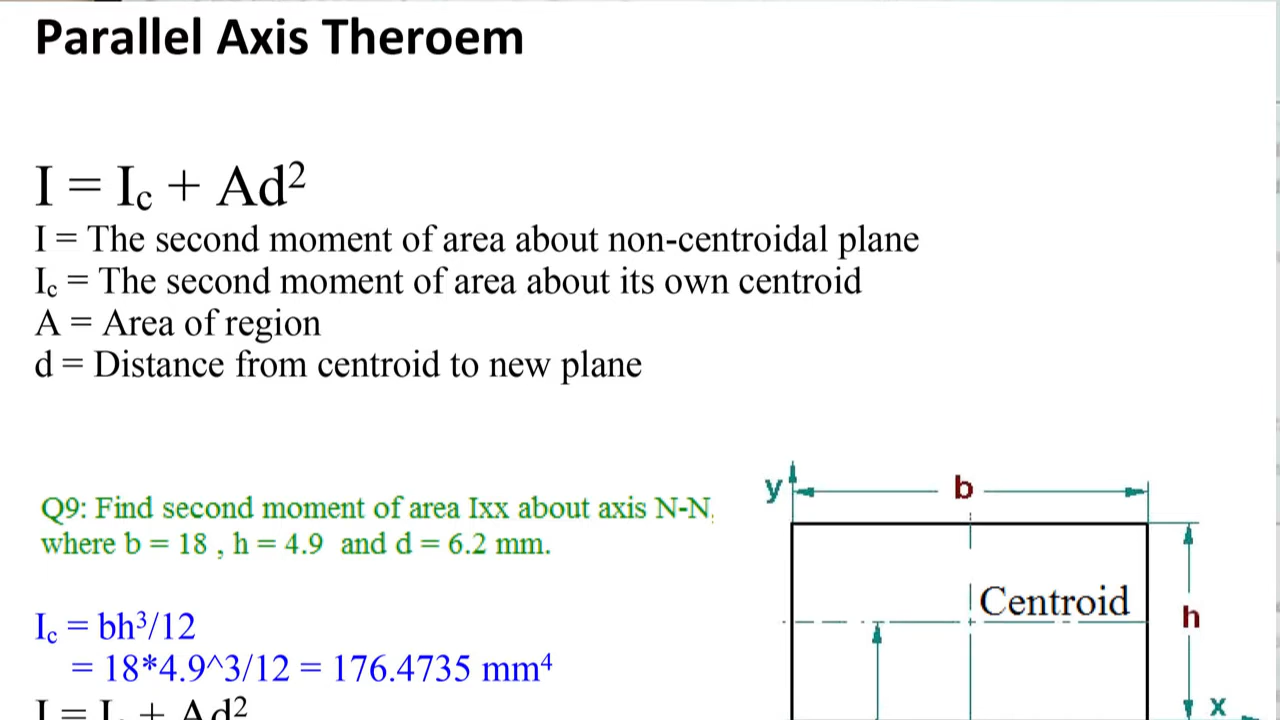 Parallel Axis Theroem
I = Ic + Ad²
I = The second moment of area about non-centroidal plane
Ic = The second moment of area about its own centroid
A = Area of region
d = Distance from centroid to new plane
Q9: Find second moment of area Ixx about axis N-N,
where b = 18 , h = 4.9 and d = 6.2 mm.
Ic = bh³/12
= 18*4.9^3/12 = 176.4735 mm⁴
I = Ic + Ad²
y
b
Centroid
h
x